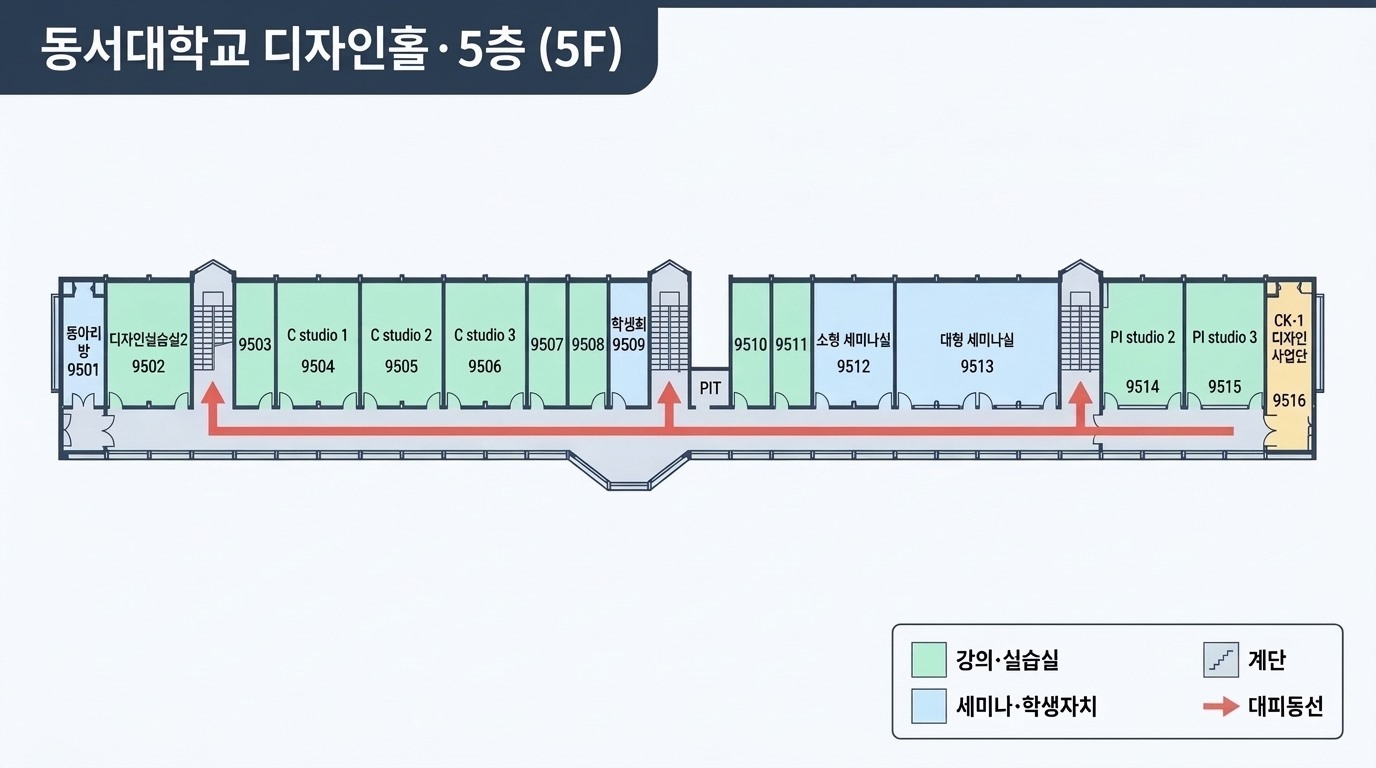 동서대학교 디자인홀·5층 (5F)
동아리
방
9501
디자인실습실2
9502
9503
C studio 1
9504
C studio 2
9505
C studio 3
9506
9507
9508
학생회
9509
PIT
9510
9511
소형 세미나실
9512
대형 세미나실
9513
PI studio 2
9514
PI studio 3
9515
CK·1
디자인
사업단
9516
강의·실습실
계단
세미나·학생자치
대피동선